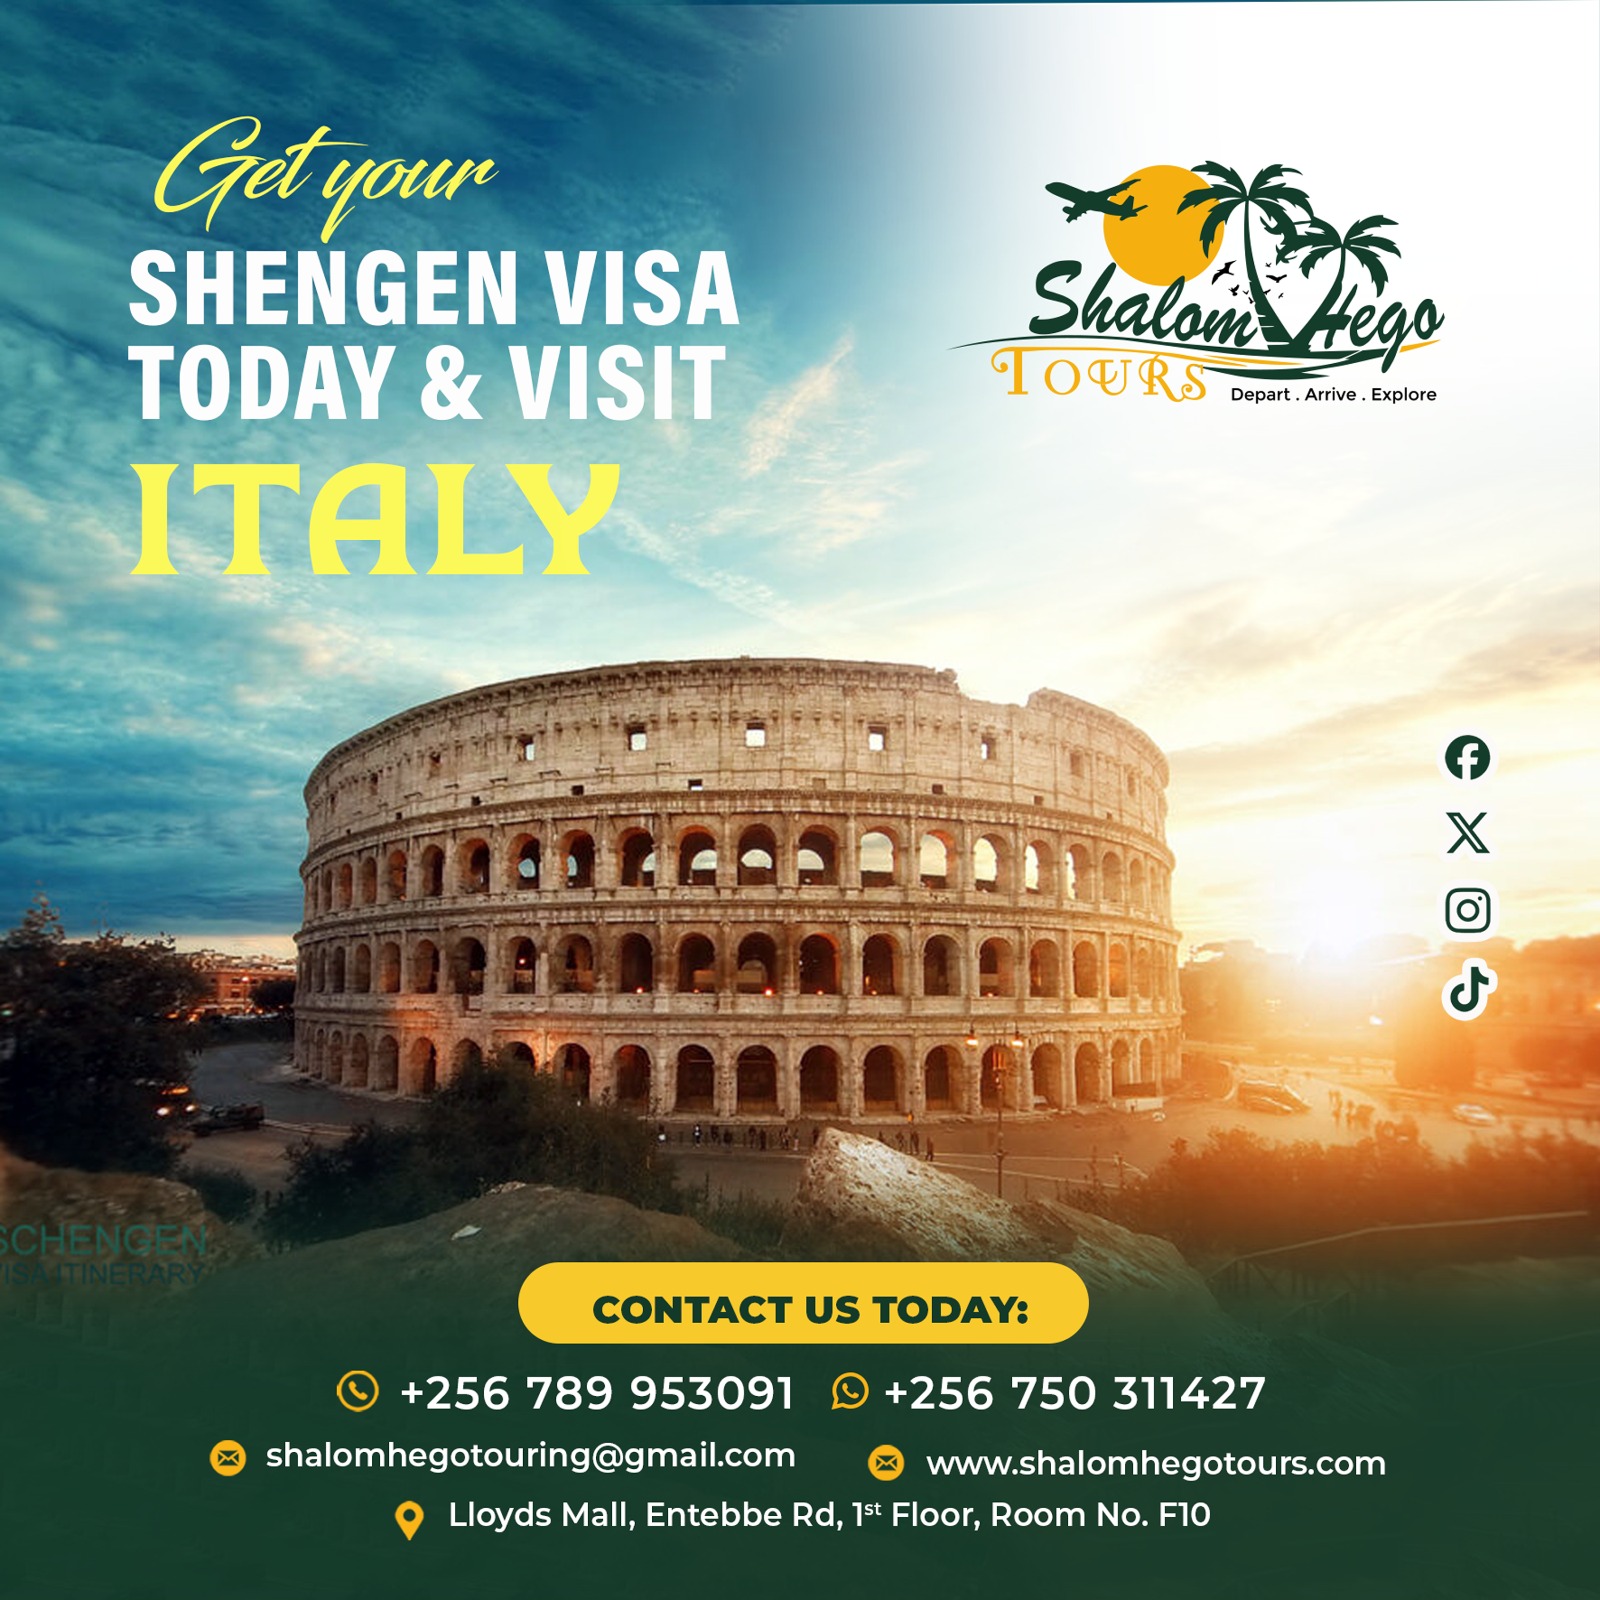 Get your
SHENGEN VISA
TODAY & VISIT
ITALY
Shalom Hego
TOURS
Depart . Arrive . Explore
SCHENGEN
VISA ITINERARY
CONTACT US TODAY:
+256 789 953091
+256 750 311427
shalomhegotouring@gmail.com
www.shalomhegotours.com
Lloyds Mall, Entebbe Rd, 1st Floor, Room No. F10